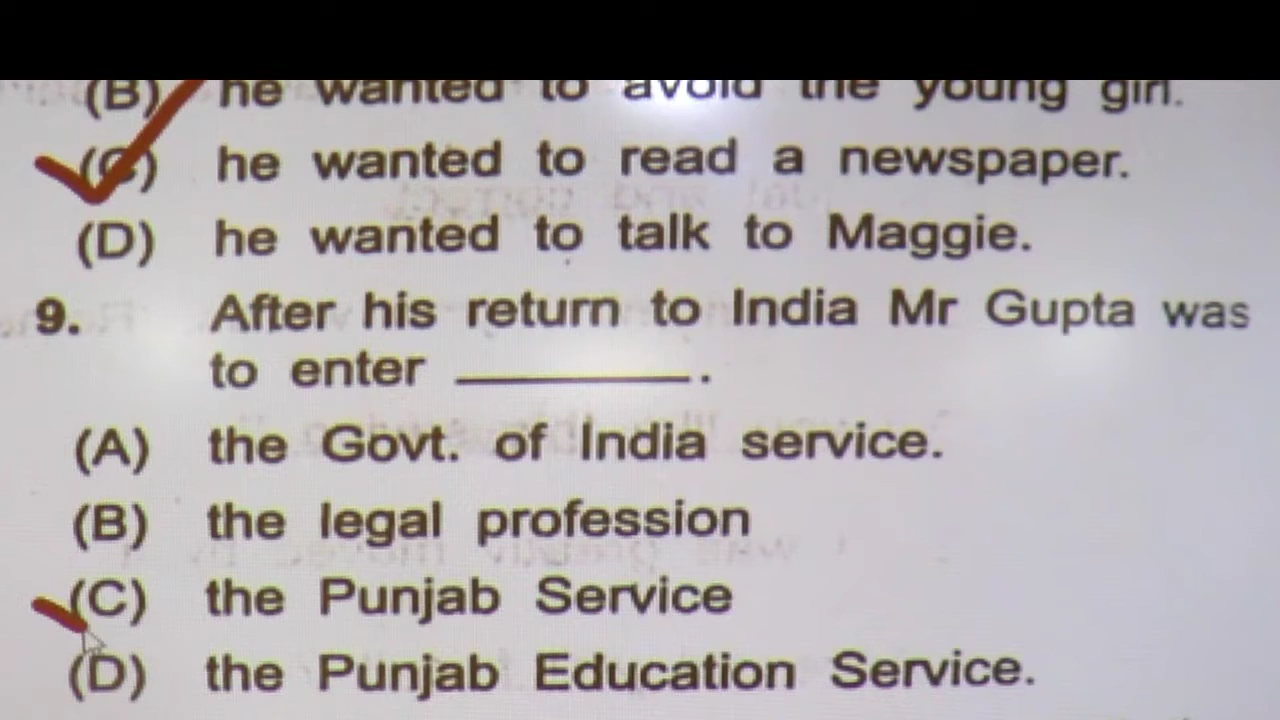 (B) he wanted to avoid the young girl.
(C) he wanted to read a newspaper.
(D) he wanted to talk to Maggie.
9. After his return to India Mr Gupta was
to enter ________.
(A) the Govt. of India service.
(B) the legal profession
(C) the Punjab Service
(D) the Punjab Education Service.